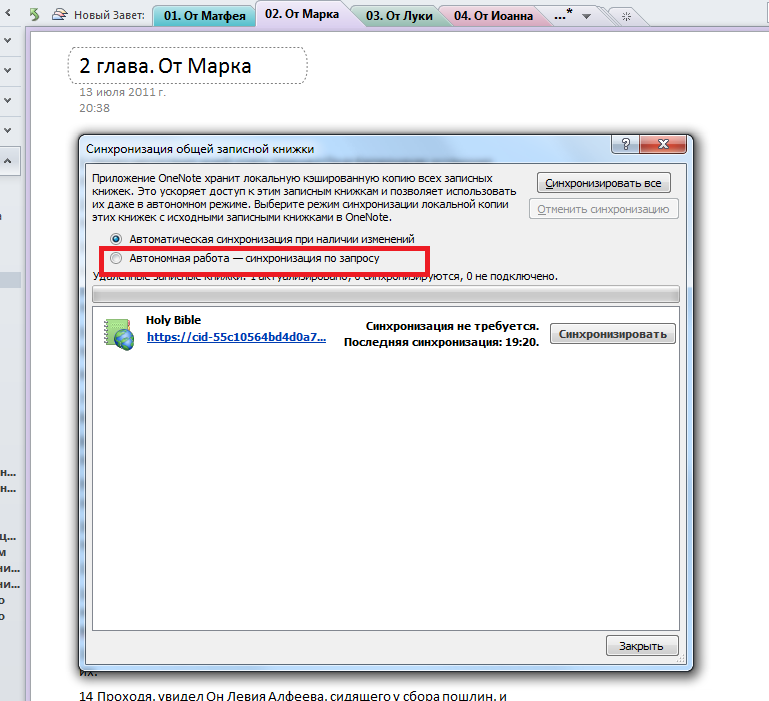 Новый Завет:
01. От Матфея
02. От Марка
03. От Луки
04. От Иоанна
...*
2 глава. От Марка
13 июля 2011 г.
20:38
Синхронизация общей записной книжки
?
Приложение OneNote хранит локальную кэшированную копию всех записных
книжек. Это ускоряет доступ к этим записным книжкам и позволяет использовать
их даже в автономном режиме. Выберите режим синхронизации локальной копии
этих книжек с исходными записными книжками в OneNote.
Синхронизировать все
Отменить синхронизацию
Автоматическая синхронизация при наличии изменений
Автономная работа — синхронизация по запросу
Удаленные записные книжки: 1 актуализировано, 0 синхронизируются, 0 не подключено.
Holy Bible
https://cid-55c10564bd4d0a7...
Синхронизация не требуется.
Последняя синхронизация: 19:20.
Синхронизировать
н...
н...
ц...
м
ни...
ни...
о
о
Закрыть
их.
14 Проходя, увидел Он Левия Алфеева, сидящего у сбора пошлин, и